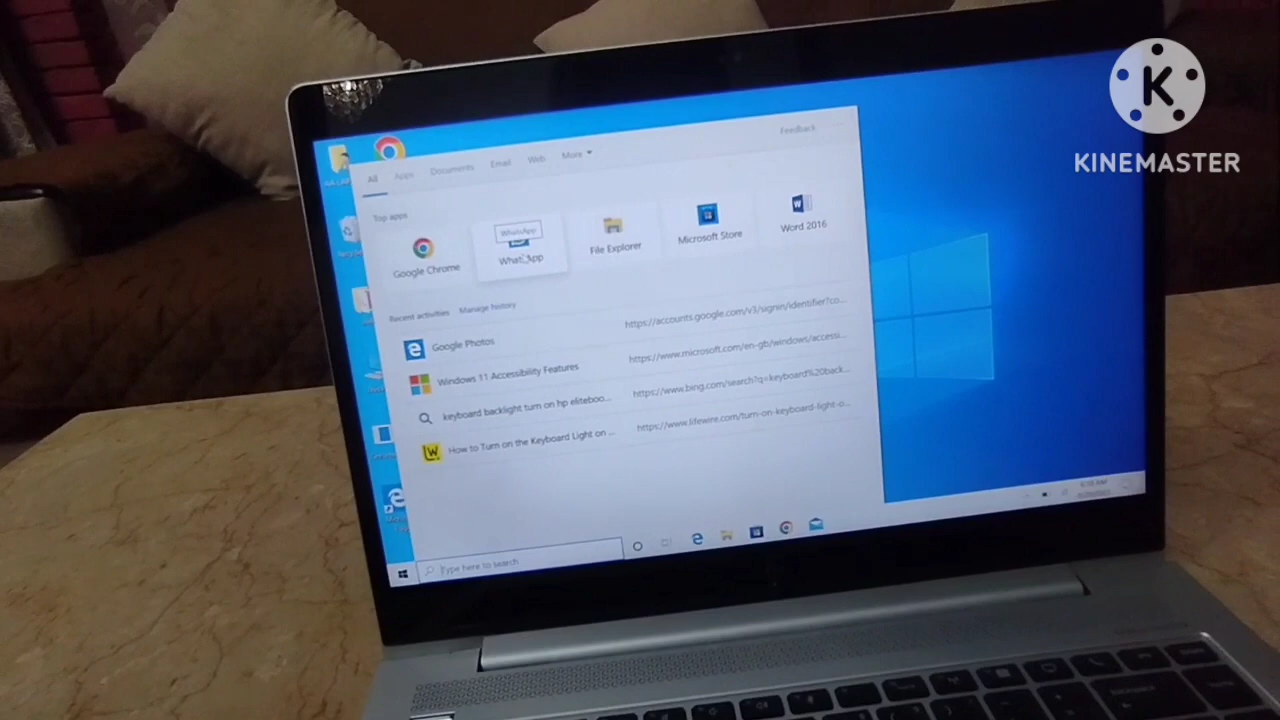 K
KINEMASTER
Feedback
All Apps Documents Email Web More
Top apps
WhatsApp
Google Chrome
WhatsApp
File Explorer
Microsoft Store
Word 2016
Recent activities Manage history
Google Photos https://accounts.google.com/v3/signin/identifier?co...
Windows 11 Accessibility Features https://www.microsoft.com/en-gb/windows/accessi...
keyboard backlight turn on hp eliteboo... https://www.bing.com/search?q=keyboard%20back...
How to Turn on the Keyboard Light on ... https://www.lifewire.com/turn-on-keyboard-light-o...
Type here to search